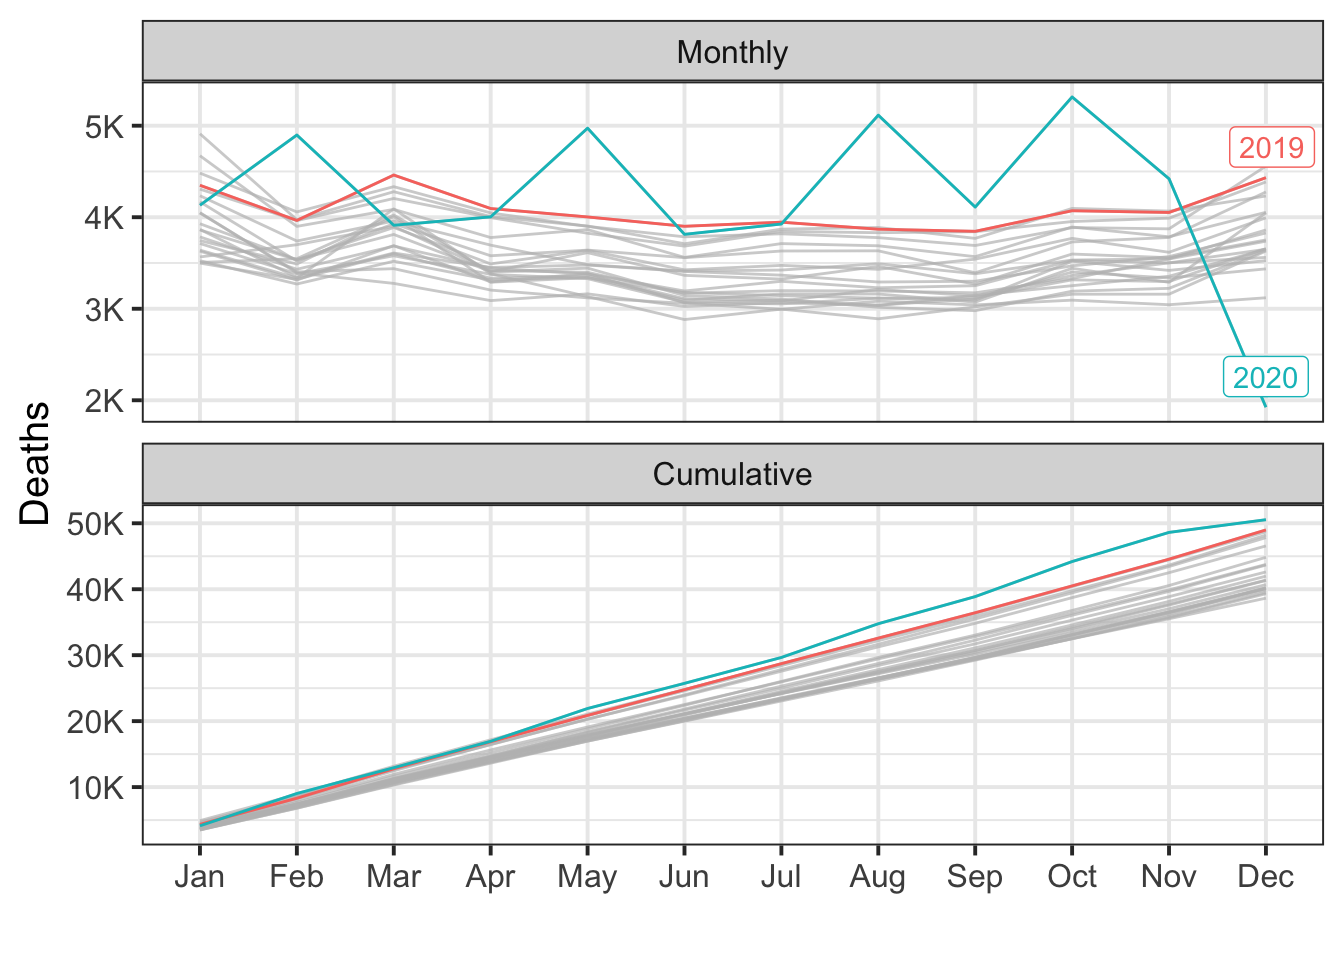 Monthly
5K
4K
3K
2K
2019
2020
Deaths
Cumulative
50K
40K
30K
20K
10K
Jan Feb Mar Apr May Jun Jul Aug Sep Oct Nov Dec